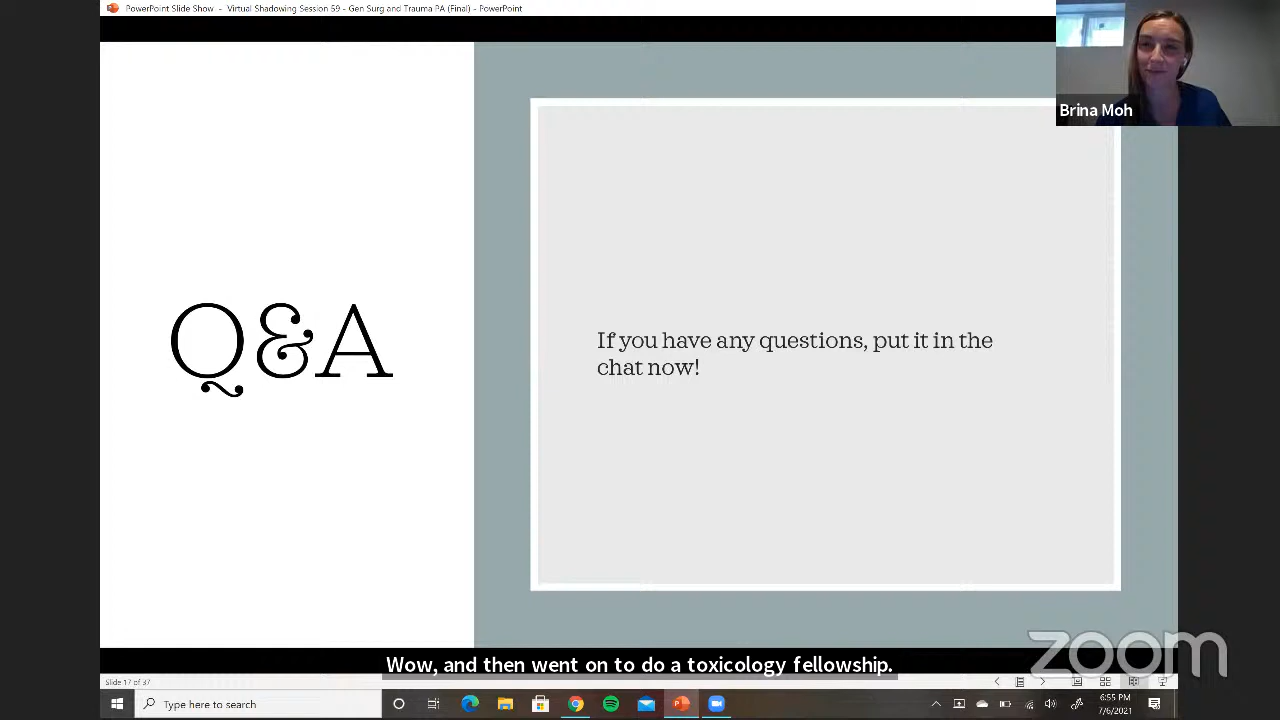 PowerPoint Slide Show - Virtual Shadowing Session 59 - Gen Surg and Trauma PA (Final) - PowerPoint
Brina Moh
Q&A
If you have any questions, put it in the
chat now!
zoom
Wow, and then went on to do a toxicology fellowship.
Slide 17 of 37
Type here to search
6:55 PM
7/6/2021